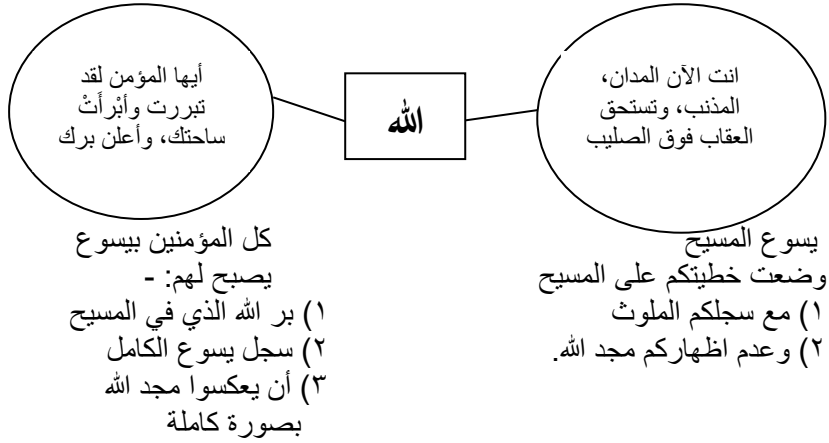 انت الآن المدان،
المذنب، وتستحق
العقاب فوق الصليب
الله
أيها المؤمن لقد
تبررت وأبْرأَتْ
ساحتك، وأعلن برك
يسوع المسيح
وضعت خطيتكم على المسيح
١) مع سجلكم الملوث
٢) وعدم اظهاركم مجد الله.
كل المؤمنين بيسوع
يصبح لهم: -
١) بر الله الذي في المسيح
٢) سجل يسوع الكامل
٣) أن يعكسوا مجد الله
بصورة كاملة